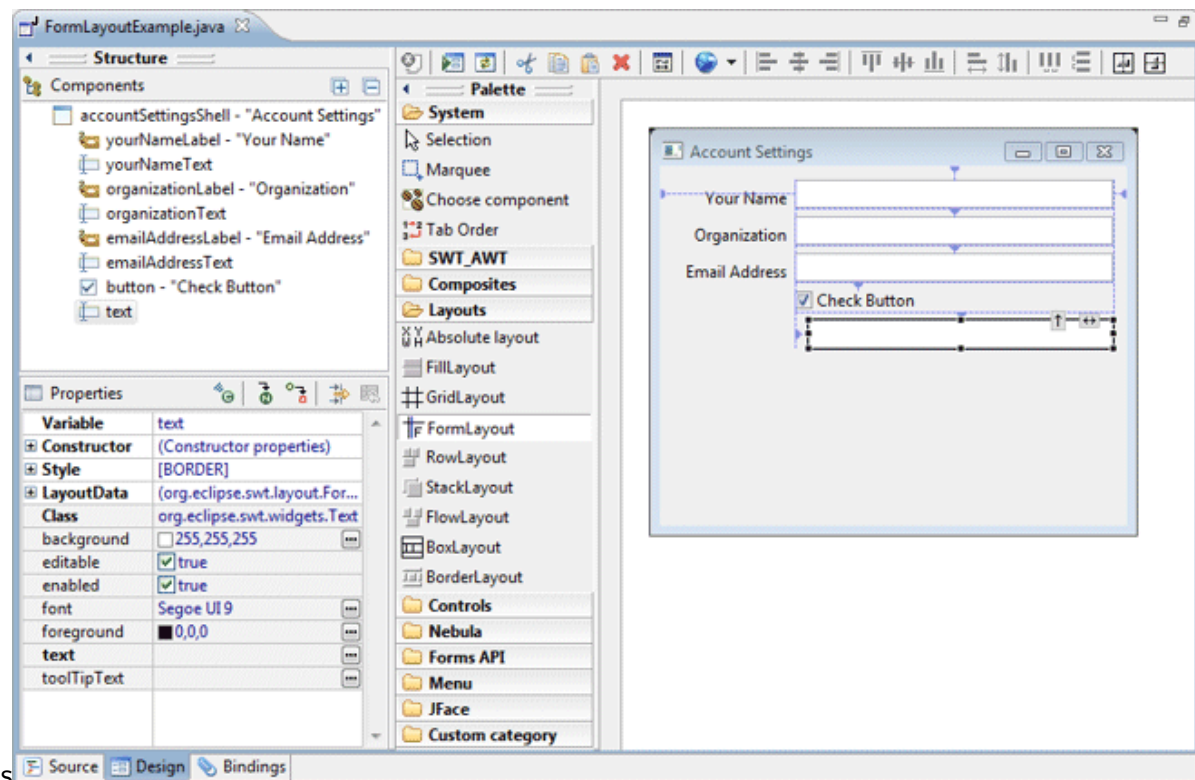 FormLayoutExample.java
Structure
Components
accountSettingsShell - "Account Settings"
yourNameLabel - "Your Name"
yourNameText
organizationLabel - "Organization"
organizationText
emailAddressLabel - "Email Address"
emailAddressText
button - "Check Button"
text
Properties
Variable text
Constructor (Constructor properties)
Style [BORDER]
LayoutData (org.eclipse.swt.layout.For...
Class org.eclipse.swt.widgets.Text
background 255,255,255
editable true
enabled true
font Segoe UI 9
foreground 0,0,0
text
toolTipText
Palette
System
Selection
Marquee
Choose component
Tab Order
SWT_AWT
Composites
Layouts
Absolute layout
FillLayout
GridLayout
FormLayout
RowLayout
StackLayout
FlowLayout
BoxLayout
BorderLayout
Controls
Nebula
Forms API
Menu
JFace
Custom category
Account Settings
Your Name
Organization
Email Address
Check Button
s
Source Design Bindings